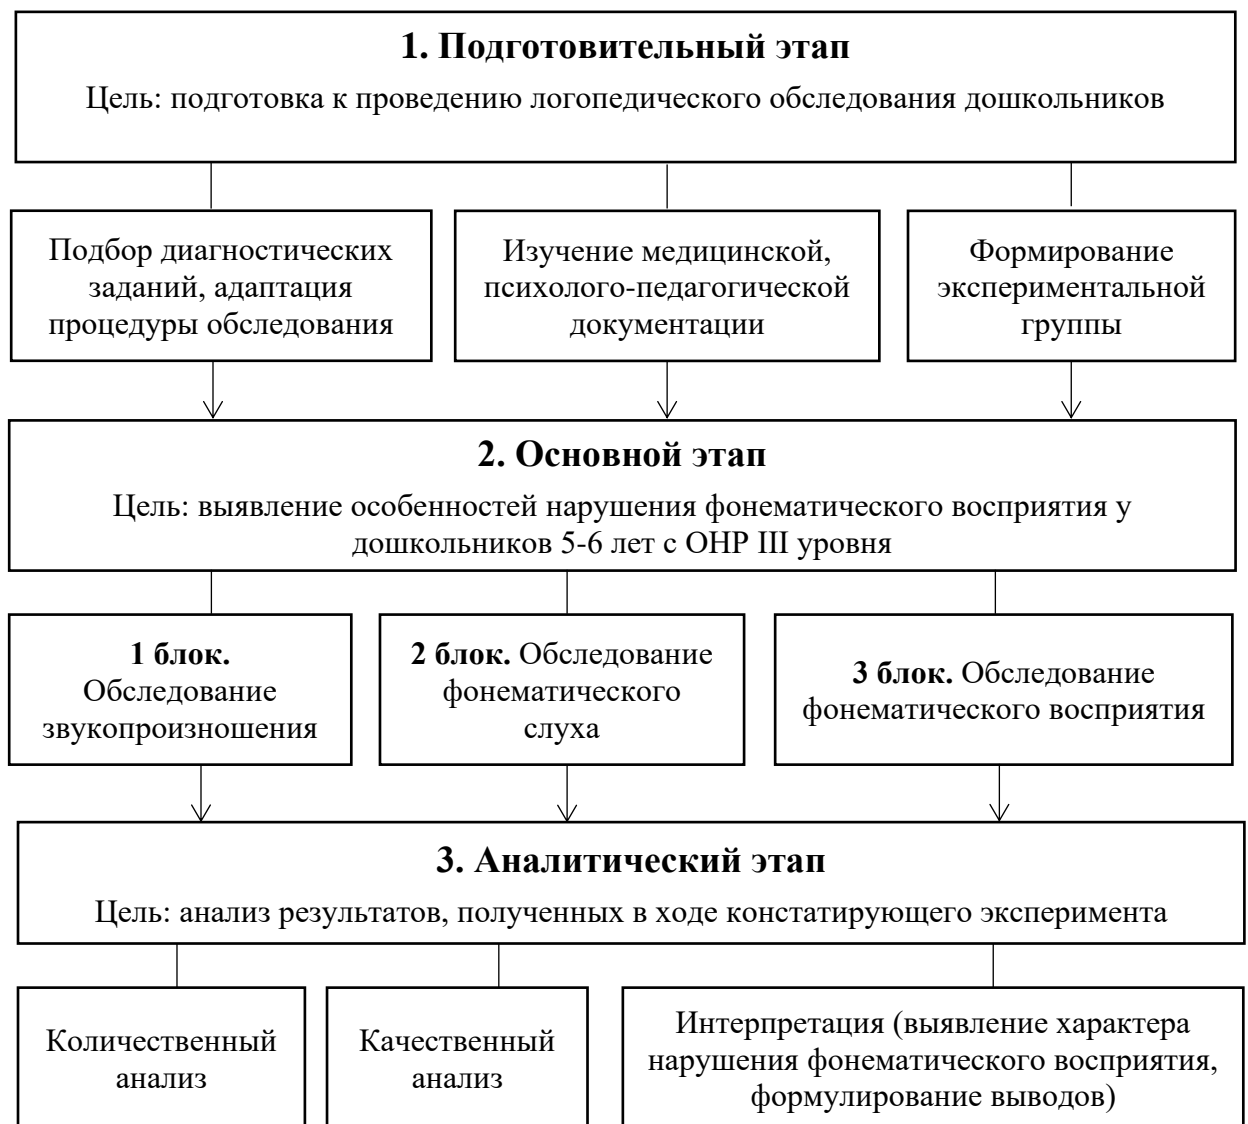 1. Подготовительный этап
Цель: подготовка к проведению логопедического обследования дошкольников
Подбор диагностических
заданий, адаптация
процедуры обследования
Изучение медицинской,
психолого-педагогической
документации
Формирование
экспериментальной
группы
2. Основной этап
Цель: выявление особенностей нарушения фонематического восприятия у
дошкольников 5-6 лет с ОНР III уровня
1 блок.
Обследование
звукопроизношения
2 блок. Обследование
фонематического
слуха
3 блок. Обследование
фонематического восприятия
3. Аналитический этап
Цель: анализ результатов, полученных в ходе констатирующего эксперимента
Количественный
анализ
Качественный
анализ
Интерпретация (выявление характера
нарушения фонематического восприятия,
формулирование выводов)